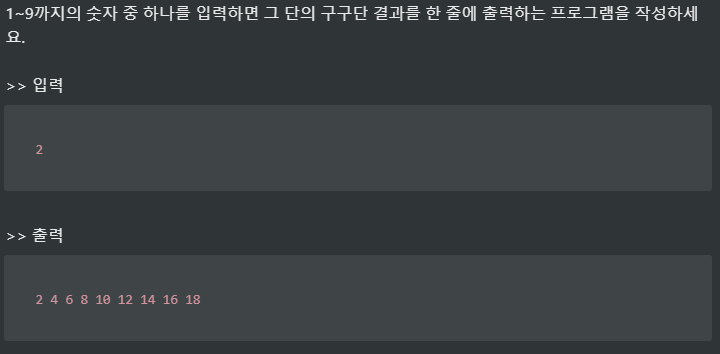 1~9까지의 숫자 중 하나를 입력하면 그 단의 구구단 결과를 한 줄에 출력하는 프로그램을 작성하세
요.
>> 입력
2
>> 출력
2 4 6 8 10 12 14 16 18